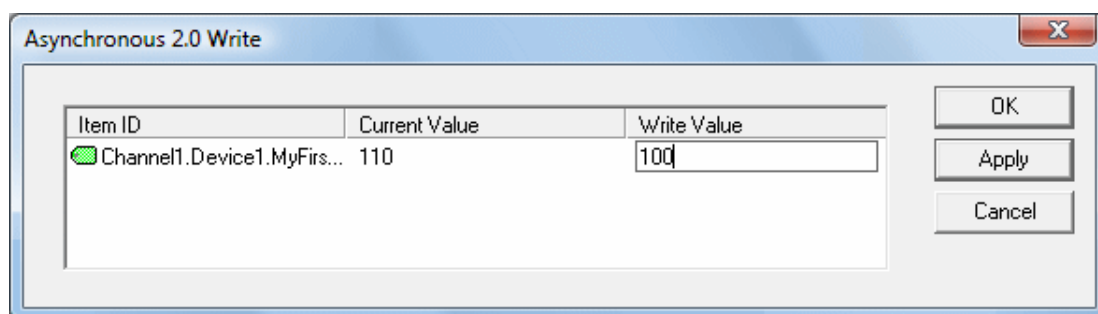 Asynchronous 2.0 Write
Item ID Current Value Write Value
Channel1.Device1.MyFirs... 110 100
OK
Apply
Cancel